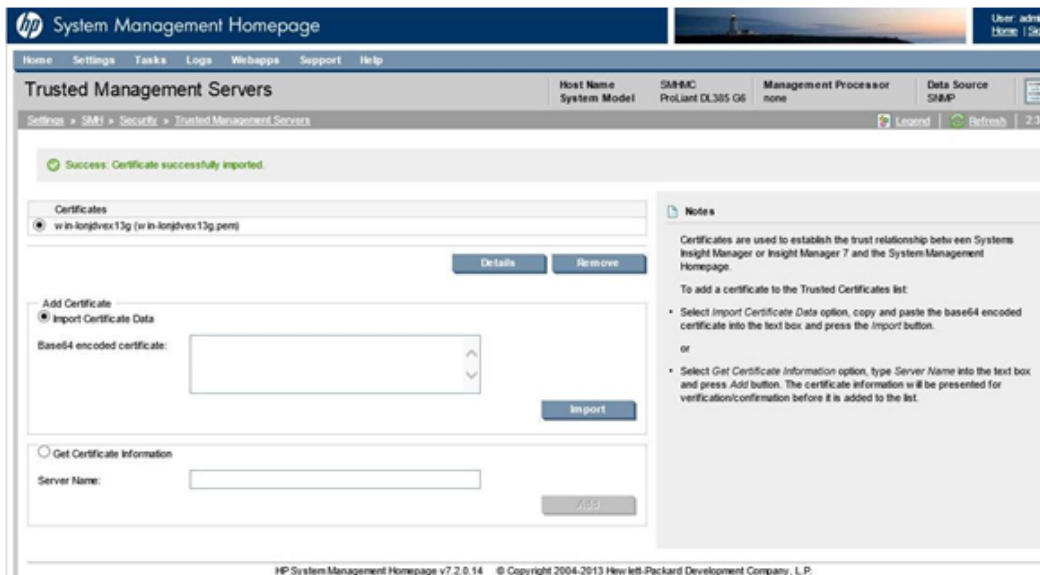 hp System Management Homepage
User: adm
Home | Si
Home Settings Tasks Logs Webapps Support Help
Trusted Management Servers
Host Name SMHMC Management Processor Data Source
System Model ProLiant DL385 G6 none SNMP
Settings » SMH » Security » Trusted Management Servers
Legend | Refresh | 2:3
Success: Certificate successfully imported.
Certificates
win-lonjdvex13g (win-lonjdvex13g.pem)
Details Remove
Add Certificate
Import Certificate Data
Base64 encoded certificate:
Import
Get Certificate Information
Server Name:
Add
Notes
Certificates are used to establish the trust relationship between Systems
Insight Manager or Insight Manager 7 and the System Management
Homepage.
To add a certificate to the Trusted Certificates list:
• Select Import Certificate Data option, copy and paste the base64 encoded
certificate into the text box and press the Import button.
or
• Select Get Certificate Information option, type Server Name into the text box
and press Add button. The certificate information will be presented for
verification/confirmation before it is added to the list.
HP System Management Homepage v7.2.0.14 © Copyright 2004-2013 Hewlett-Packard Development Company, L.P.